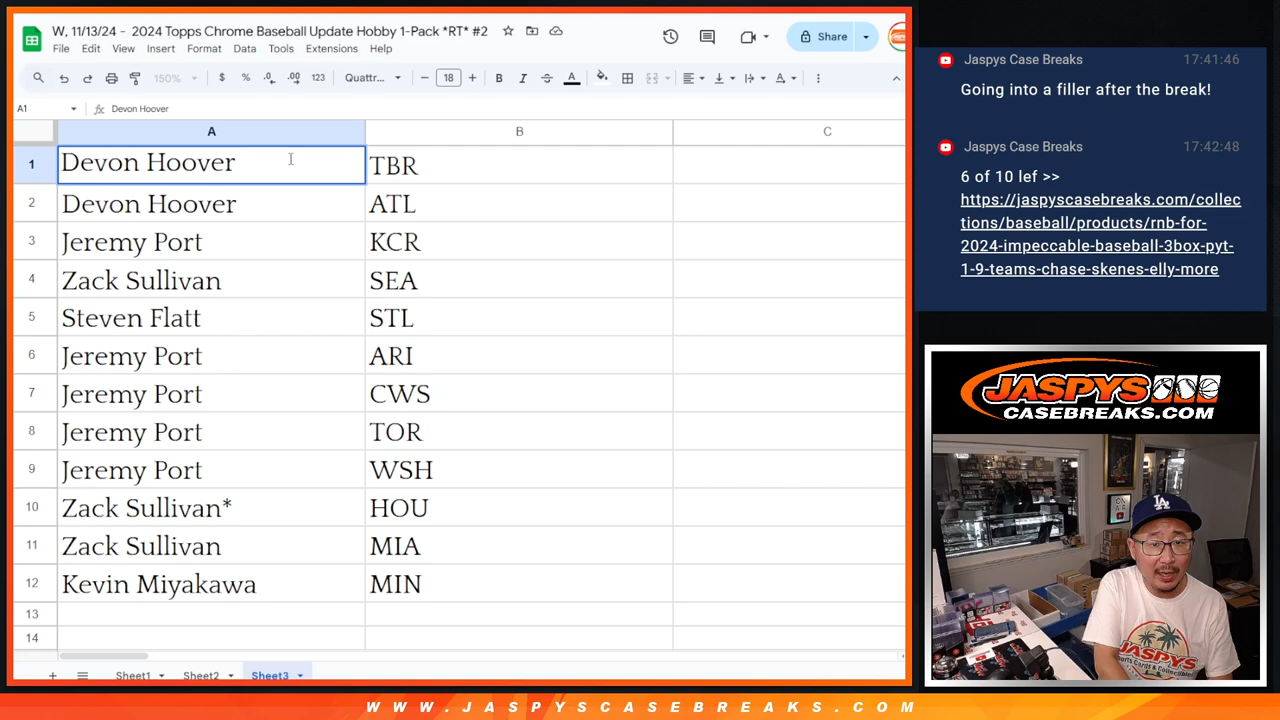 W, 11/13/24 - 2024 Topps Chrome Baseball Update Hobby 1-Pack *RT* #2
File Edit View Insert Format Data Tools Extensions Help
Share
150% $ % .0 .00 123 Quattr... 18 B I A
A1 fx Devon Hoover
A B C
1 Devon Hoover TBR
2 Devon Hoover ATL
3 Jeremy Port KCR
4 Zack Sullivan SEA
5 Steven Flatt STL
6 Jeremy Port ARI
7 Jeremy Port CWS
8 Jeremy Port TOR
9 Jeremy Port WSH
10 Zack Sullivan* HOU
11 Zack Sullivan MIA
12 Kevin Miyakawa MIN
13
14
Sheet1 Sheet2 Sheet3
Jaspys Case Breaks 17:41:46
Going into a filler after the break!
Jaspys Case Breaks 17:42:48
6 of 10 lef >>
https://jaspyscasebreaks.com/collec
tions/baseball/products/rnb-for-
2024-impeccable-baseball-3box-pyt-
1-9-teams-chase-skenes-elly-more
JASPYS
CASEBREAKS.COM
LA
PARADISE
WWW.JASPYSCASEBREAKS.COM